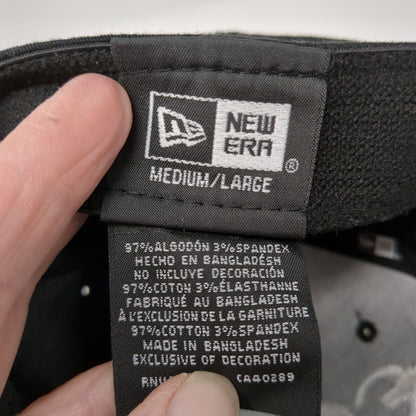 NEW
ERA
®
MEDIUM/LARGE
97% ALGODÓN 3% SPANDEX
HECHO EN BANGLADÉSH
NO INCLUYE DECORACIÓN
97% COTON 3% ÉLASTHANNE
FABRIQUÉ AU BANGLADESH
À L'EXCLUSION DE LA GARNITURE
97% COTTON 3% SPANDEX
MADE IN BANGLADESH
EXCLUSIVE OF DECORATION
CA40289